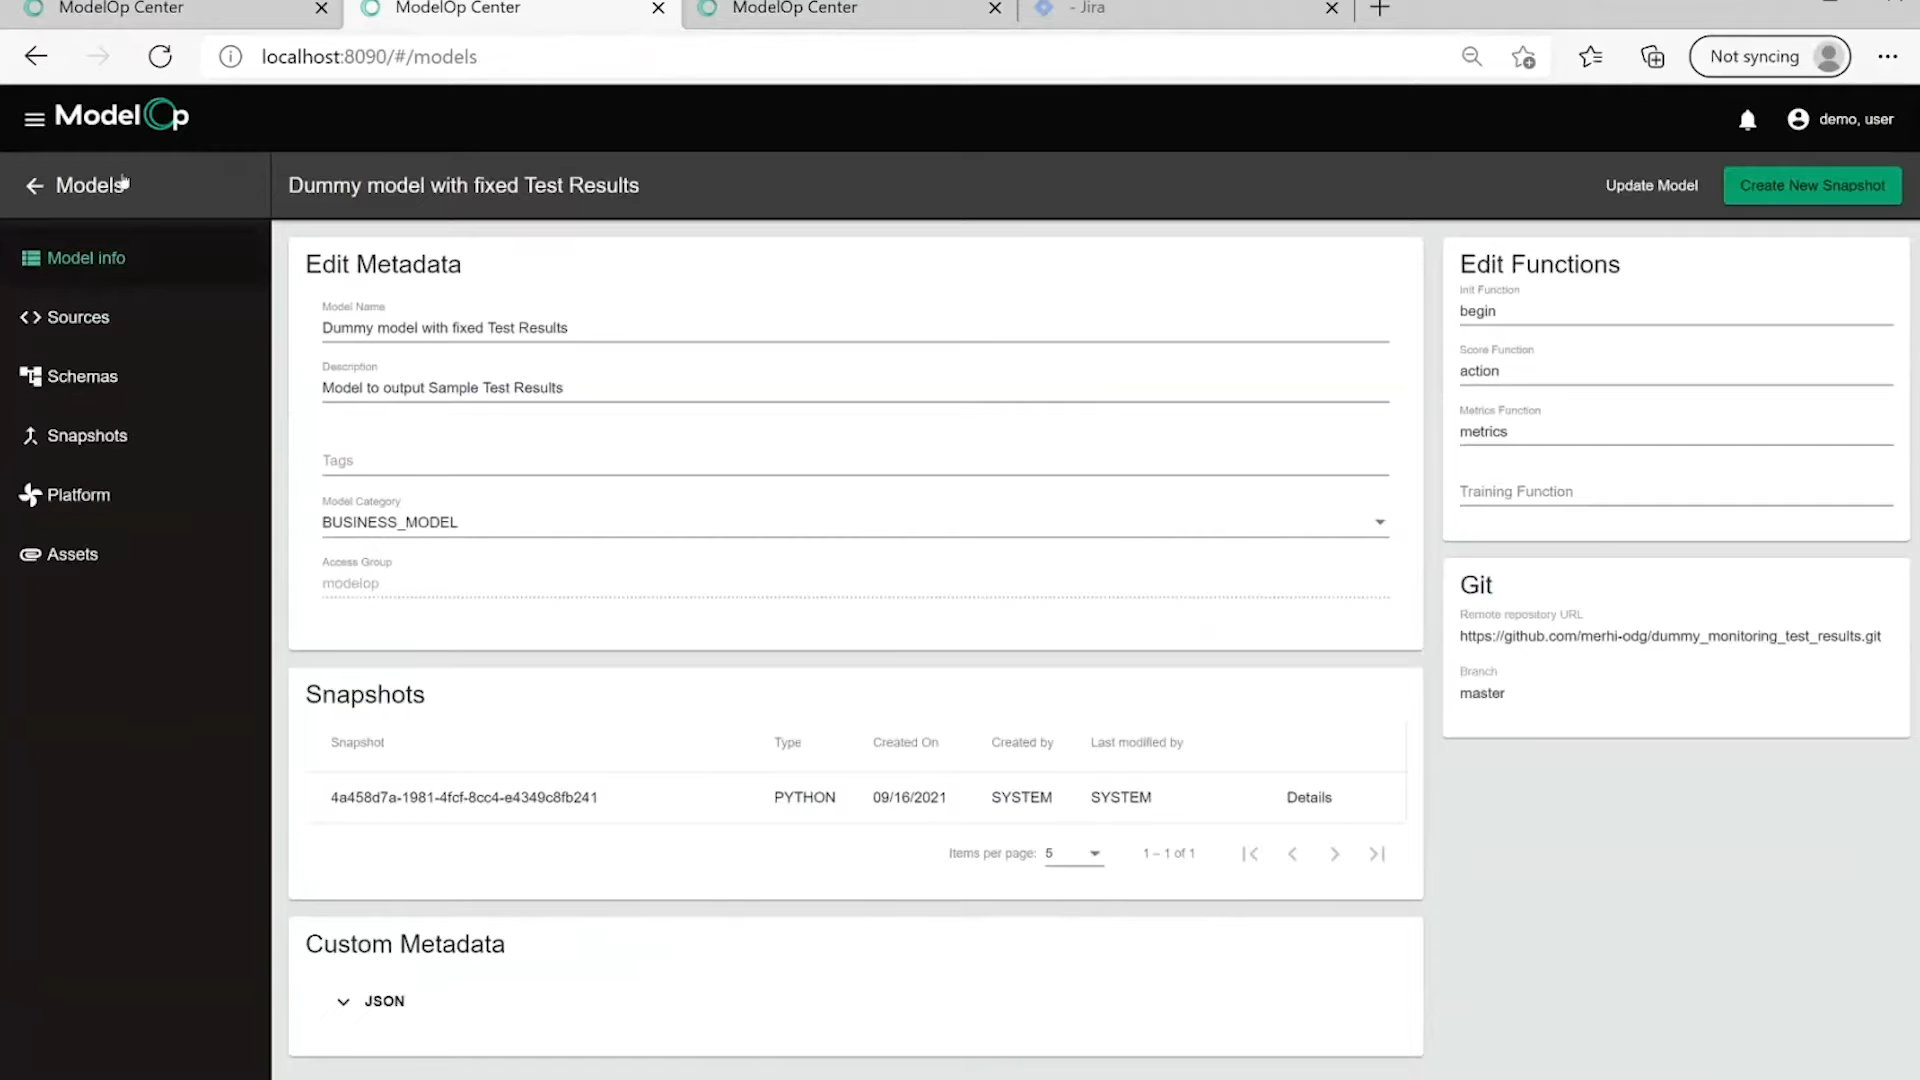 ModelOp Center
ModelOp Center
ModelOp Center
- Jira
localhost:8090/#/models
Not syncing
ModelOp
demo, user
Models
Dummy model with fixed Test Results
Update Model
Create New Snapshot
Model info
Sources
Schemas
Snapshots
Platform
Assets
Edit Metadata
Model Name
Dummy model with fixed Test Results
Description
Model to output Sample Test Results
Tags
Model Category
BUSINESS_MODEL
Access Group
modelop
Edit Functions
Init Function
begin
Score Function
action
Metrics Function
metrics
Training Function
Git
Remote repository URL
https://github.com/merhi-odg/dummy_monitoring_test_results.git
Branch
master
Snapshots
Snapshot Type Created On Created by Last modified by
4a458d7a-1981-4fcf-8cc4-e4349c8fb241 PYTHON 09/16/2021 SYSTEM SYSTEM Details
Items per page: 5 1 – 1 of 1
Custom Metadata
JSON